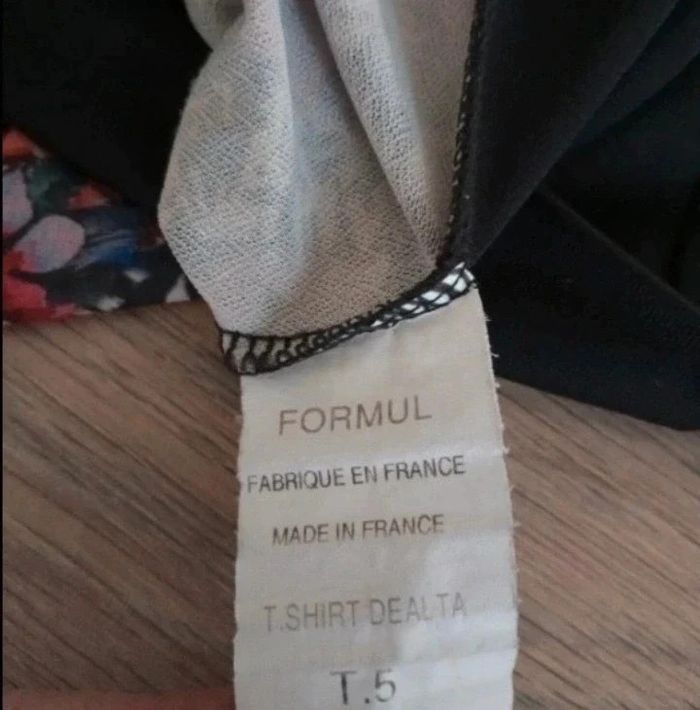 FORMUL
FABRIQUE EN FRANCE
MADE IN FRANCE
T.SHIRT DEALTA
T.5